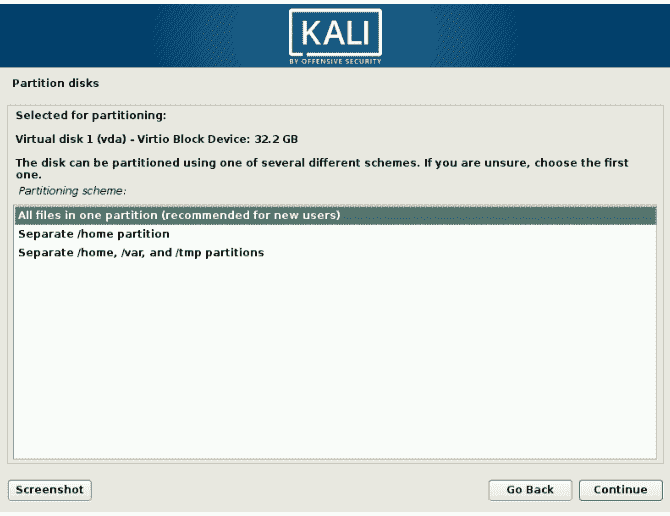 KALI
BY OFFENSIVE SECURITY
Partition disks
Selected for partitioning:
Virtual disk 1 (vda) - Virtio Block Device: 32.2 GB
The disk can be partitioned using one of several different schemes. If you are unsure, choose the first
one.
Partitioning scheme:
All files in one partition (recommended for new users)
Separate /home partition
Separate /home, /var, and /tmp partitions
Screenshot
Go Back
Continue